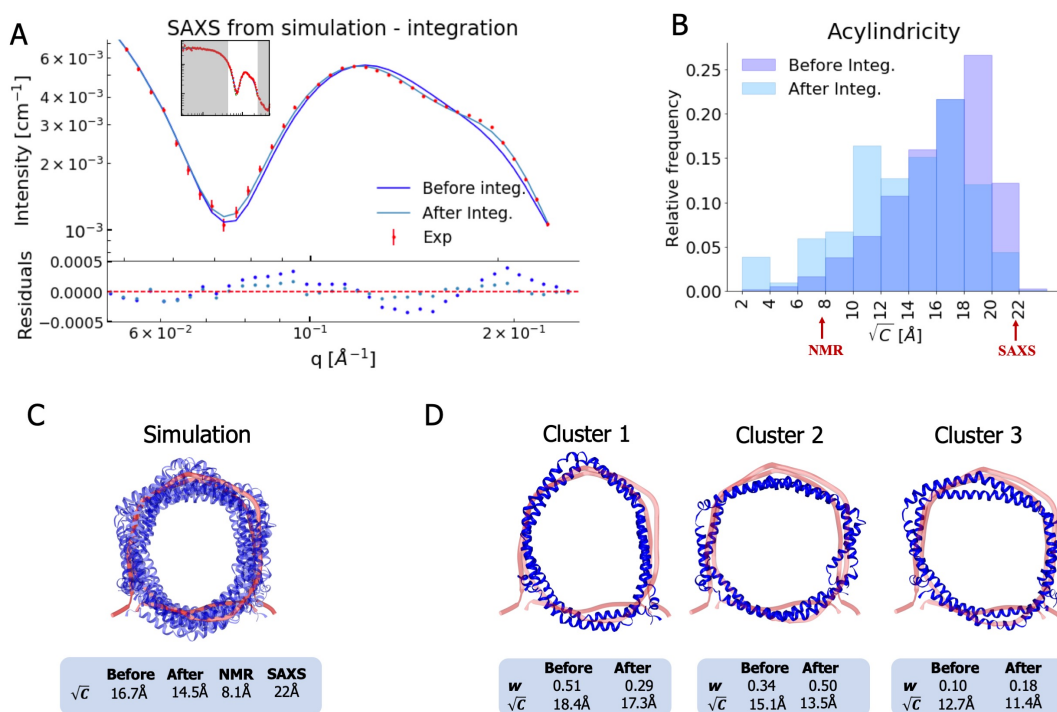 A
SAXS from simulation - integration
6 × 10⁻³
4 × 10⁻³
3 × 10⁻³
2 × 10⁻³
10⁻³
Intensity [cm⁻¹]
Before integ.
After Integ.
Exp
0.0005
0.0000
−0.0005
Residuals
6 × 10⁻² 10⁻¹ 2 × 10⁻¹
q [Å⁻¹]
B
Acylindricity
Before Integ.
After Integ.
0.25
0.20
0.15
0.10
0.05
0.00
Relative frequency
2 4 6 8 10 12 14 16 18 20 22
√C [Å]
NMR SAXS
C
Simulation
Before After NMR SAXS
√C 16.7Å 14.5Å 8.1Å 22Å
D
Cluster 1 Cluster 2 Cluster 3
Before After
w 0.51 0.29
√C 18.4Å 17.3Å
Before After
w 0.34 0.50
√C 15.1Å 13.5Å
Before After
w 0.10 0.18
√C 12.7Å 11.4Å